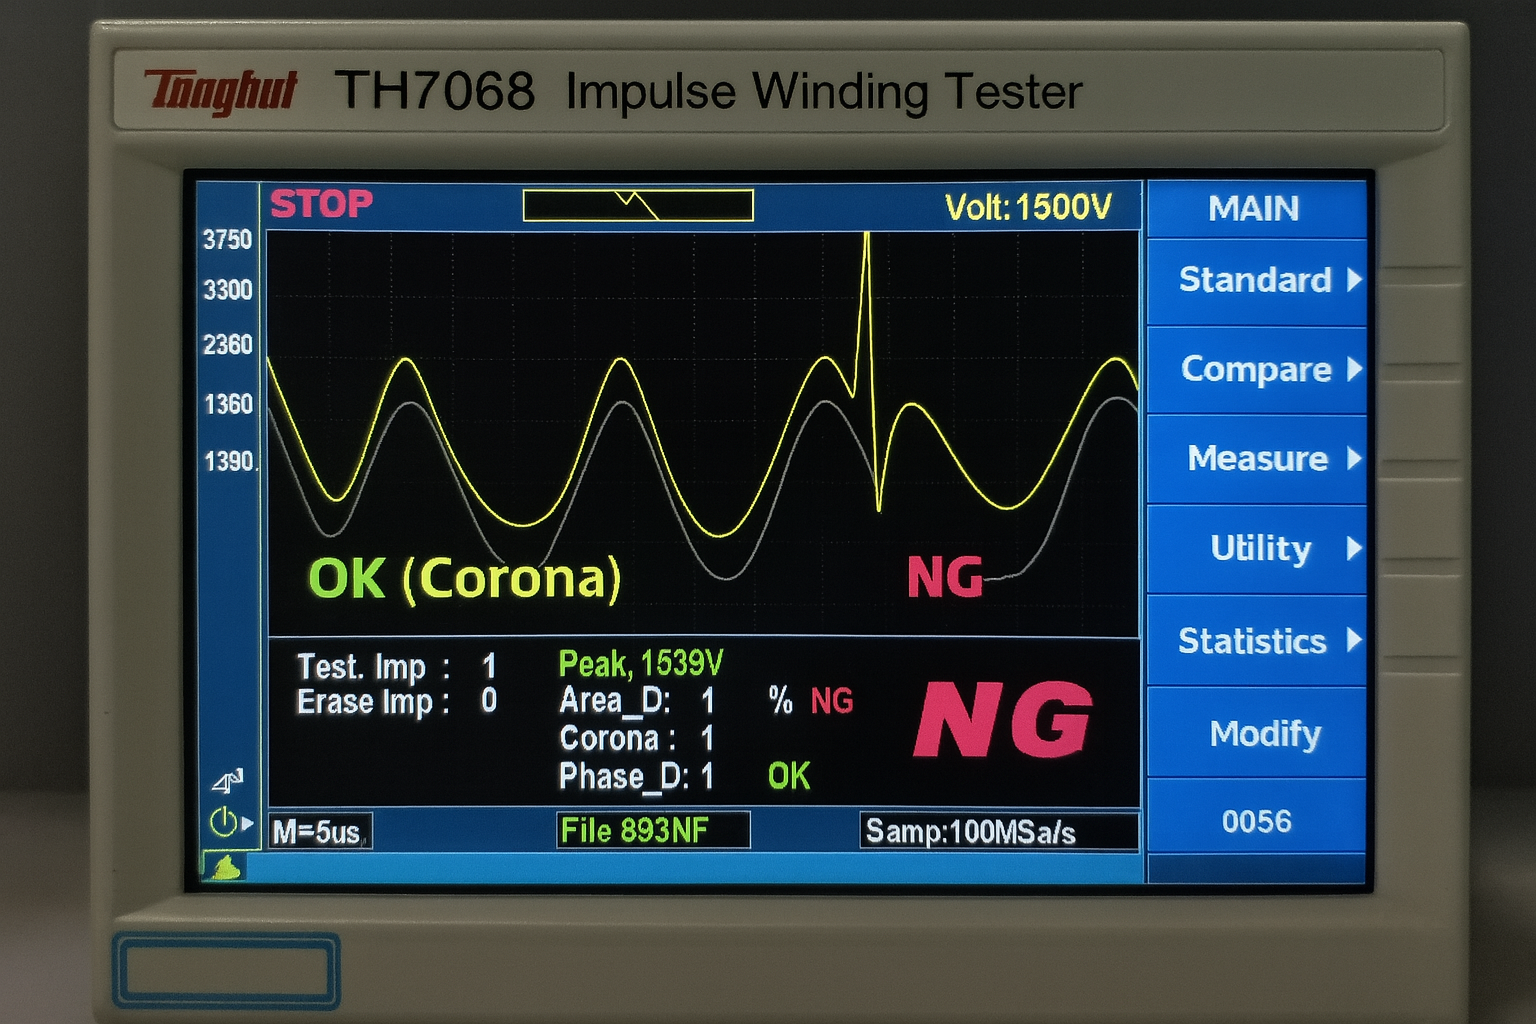 Tonghut TH7068 Impulse Winding Tester
STOP
Volt: 1500V
3750
3300
2360
1360
1390.
OK (Corona)
NG
Test. Imp : 1
Erase Imp : 0
Peak, 1539V
Area_D: 1 % NG
Corona : 1
Phase_D: 1 OK
NG
M=5us
File 893NF
Samp:100MSa/s
MAIN
Standard
Compare
Measure
Utility
Statistics
Modify
0056